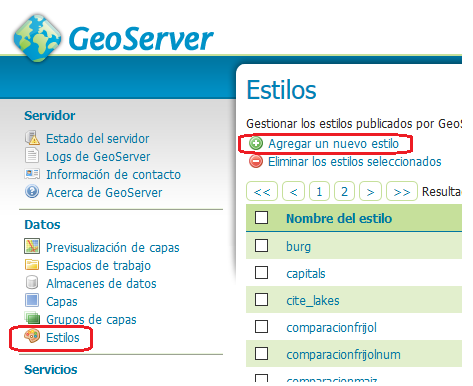 GeoServer
Servidor
Estado del servidor
Logs de GeoServer
Información de contacto
Acerca de GeoServer
Datos
Previsualización de capas
Espacios de trabajo
Almacenes de datos
Capas
Grupos de capas
Estilos
Servicios
Estilos
Gestionar los estilos publicados por GeoS
Agregar un nuevo estilo
Eliminar los estilos seleccionados
<< < 1 2 > >> Resulta
Nombre del estilo
burg
capitals
cite_lakes
comparacionfrijol
comparacionfrijolnum
comparacionmaiz